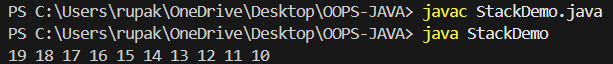 PS C:\Users\rupak\OneDrive\Desktop\OOPS-JAVA> javac StackDemo.java
PS C:\Users\rupak\OneDrive\Desktop\OOPS-JAVA> java StackDemo
19 18 17 16 15 14 13 12 11 10